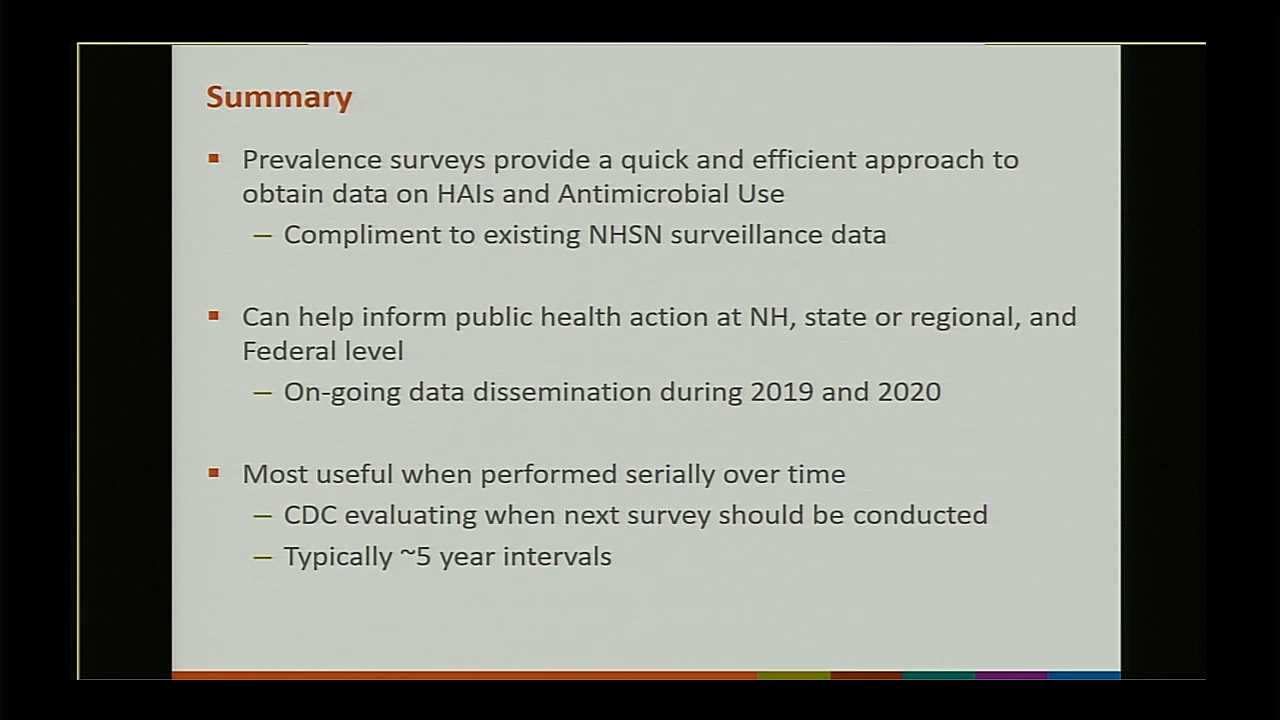 Summary
▪ Prevalence surveys provide a quick and efficient approach to
obtain data on HAIs and Antimicrobial Use
– Compliment to existing NHSN surveillance data
▪ Can help inform public health action at NH, state or regional, and
Federal level
– On-going data dissemination during 2019 and 2020
▪ Most useful when performed serially over time
– CDC evaluating when next survey should be conducted
– Typically ~5 year intervals